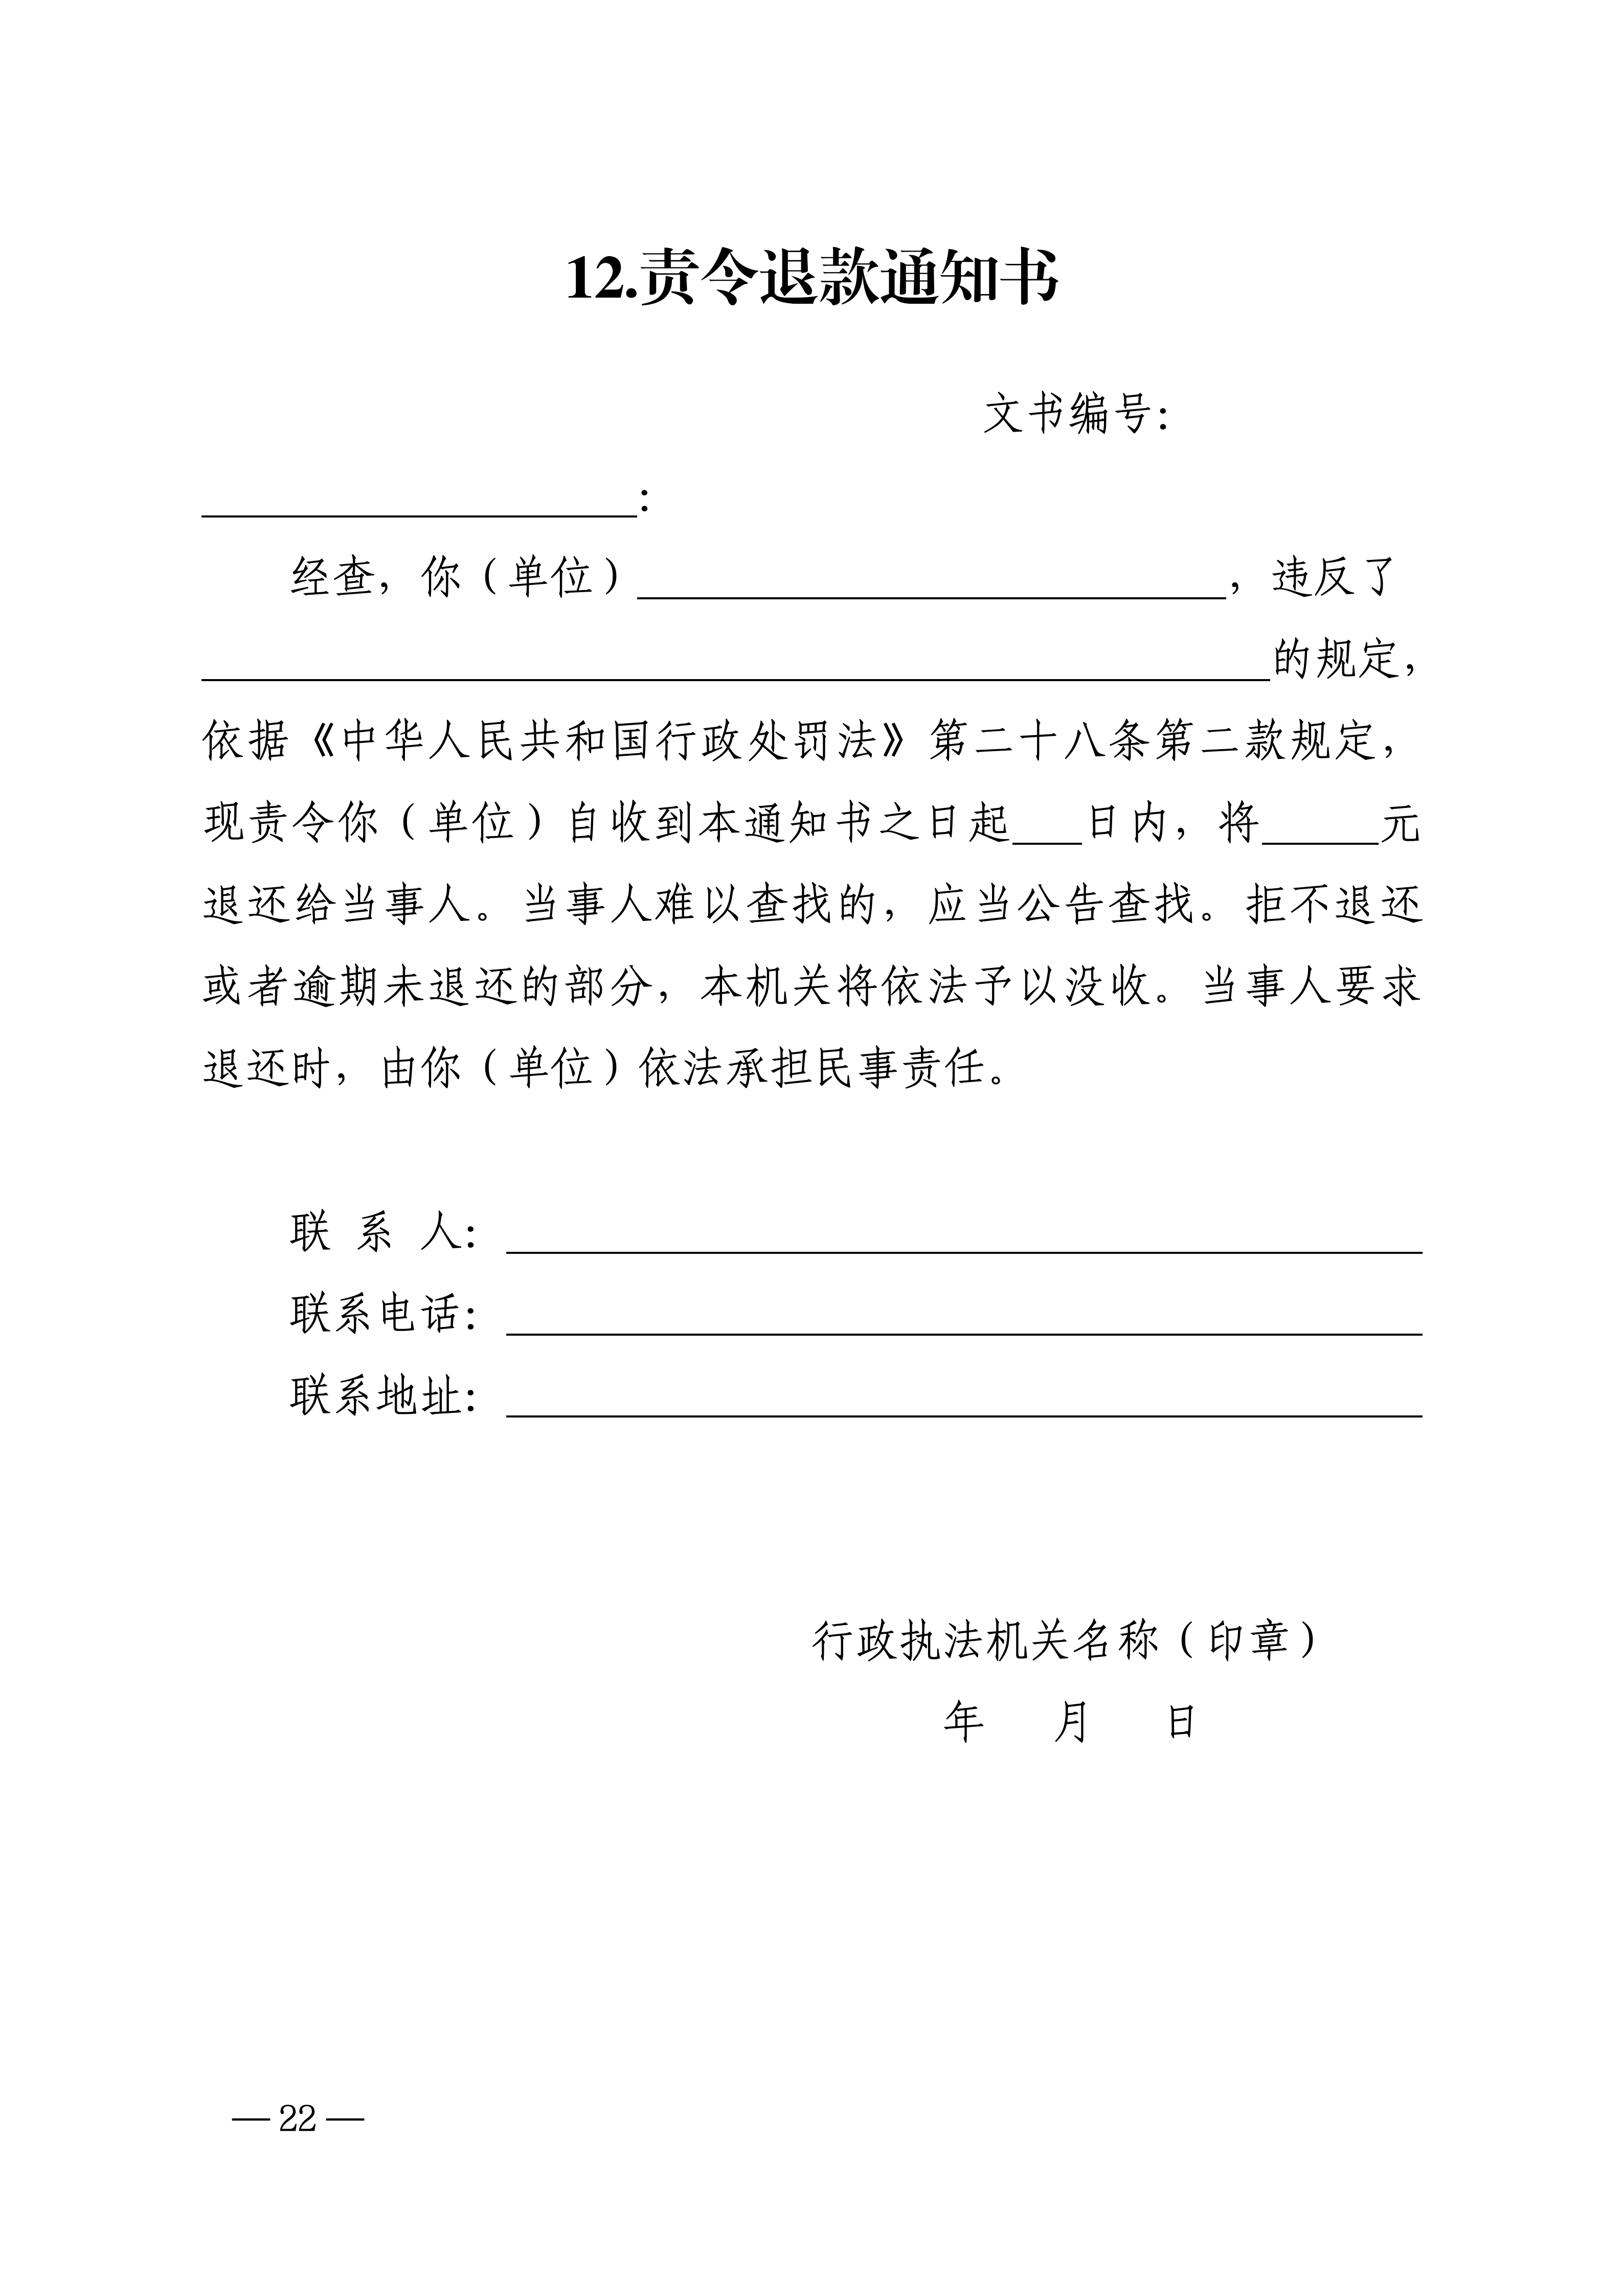 12.责令退款通知书
文书编号：
____________________：
经查，你（单位）___________________________，违反了
_________________________________________________的规定，
依据《中华人民共和国行政处罚法》第二十八条第二款规定，
现责令你（单位）自收到本通知书之日起___日内，将_____元
退还给当事人。当事人难以查找的，应当公告查找。拒不退还
或者逾期未退还的部分，本机关将依法予以没收。当事人要求
退还时，由你（单位）依法承担民事责任。
联 系 人：__________________________________________
联系电话：__________________________________________
联系地址：__________________________________________
行政执法机关名称（印章）
年 月 日
— 22 —